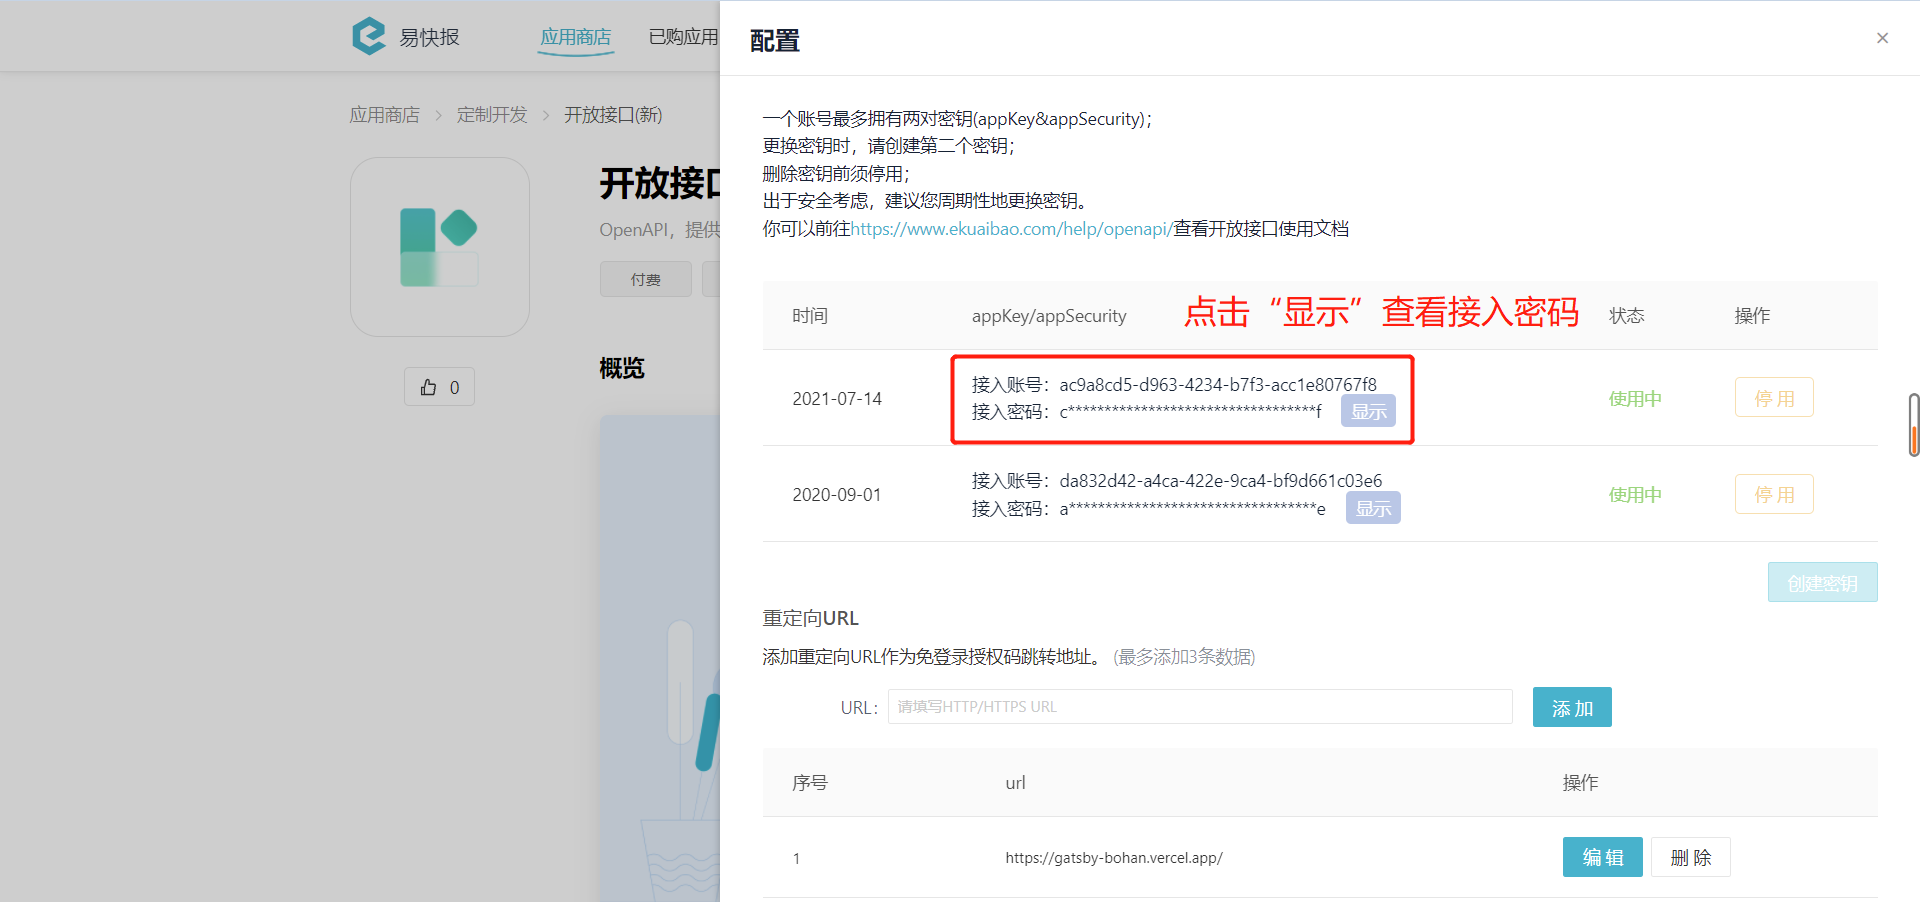 易快报
应用商店
已购应用
应用商店 > 定制开发 > 开放接口(新)
开放接口
OpenAPI，提供
付费
0
概览
配置
×
一个账号最多拥有两对密钥(appKey&appSecurity)；
更换密钥时，请创建第二个密钥；
删除密钥前须停用；
出于安全考虑，建议您周期性地更换密钥。
你可以前往https://www.ekuaibao.com/help/openapi/查看开放接口使用文档
时间 appKey/appSecurity 点击“显示”查看接入密码 状态 操作
接入账号：ac9a8cd5-d963-4234-b7f3-acc1e80767f8
2021-07-14 使用中 停 用
接入密码：c**********************************f 显示
接入账号：da832d42-a4ca-422e-9ca4-bf9d661c03e6
2020-09-01 使用中 停 用
接入密码：a**********************************e 显示
创建密钥
重定向URL
添加重定向URL作为免登录授权码跳转地址。 (最多添加3条数据)
URL： 请填写HTTP/HTTPS URL 添 加
序号 url 操作
1 https://gatsby-bohan.vercel.app/ 编 辑 删 除